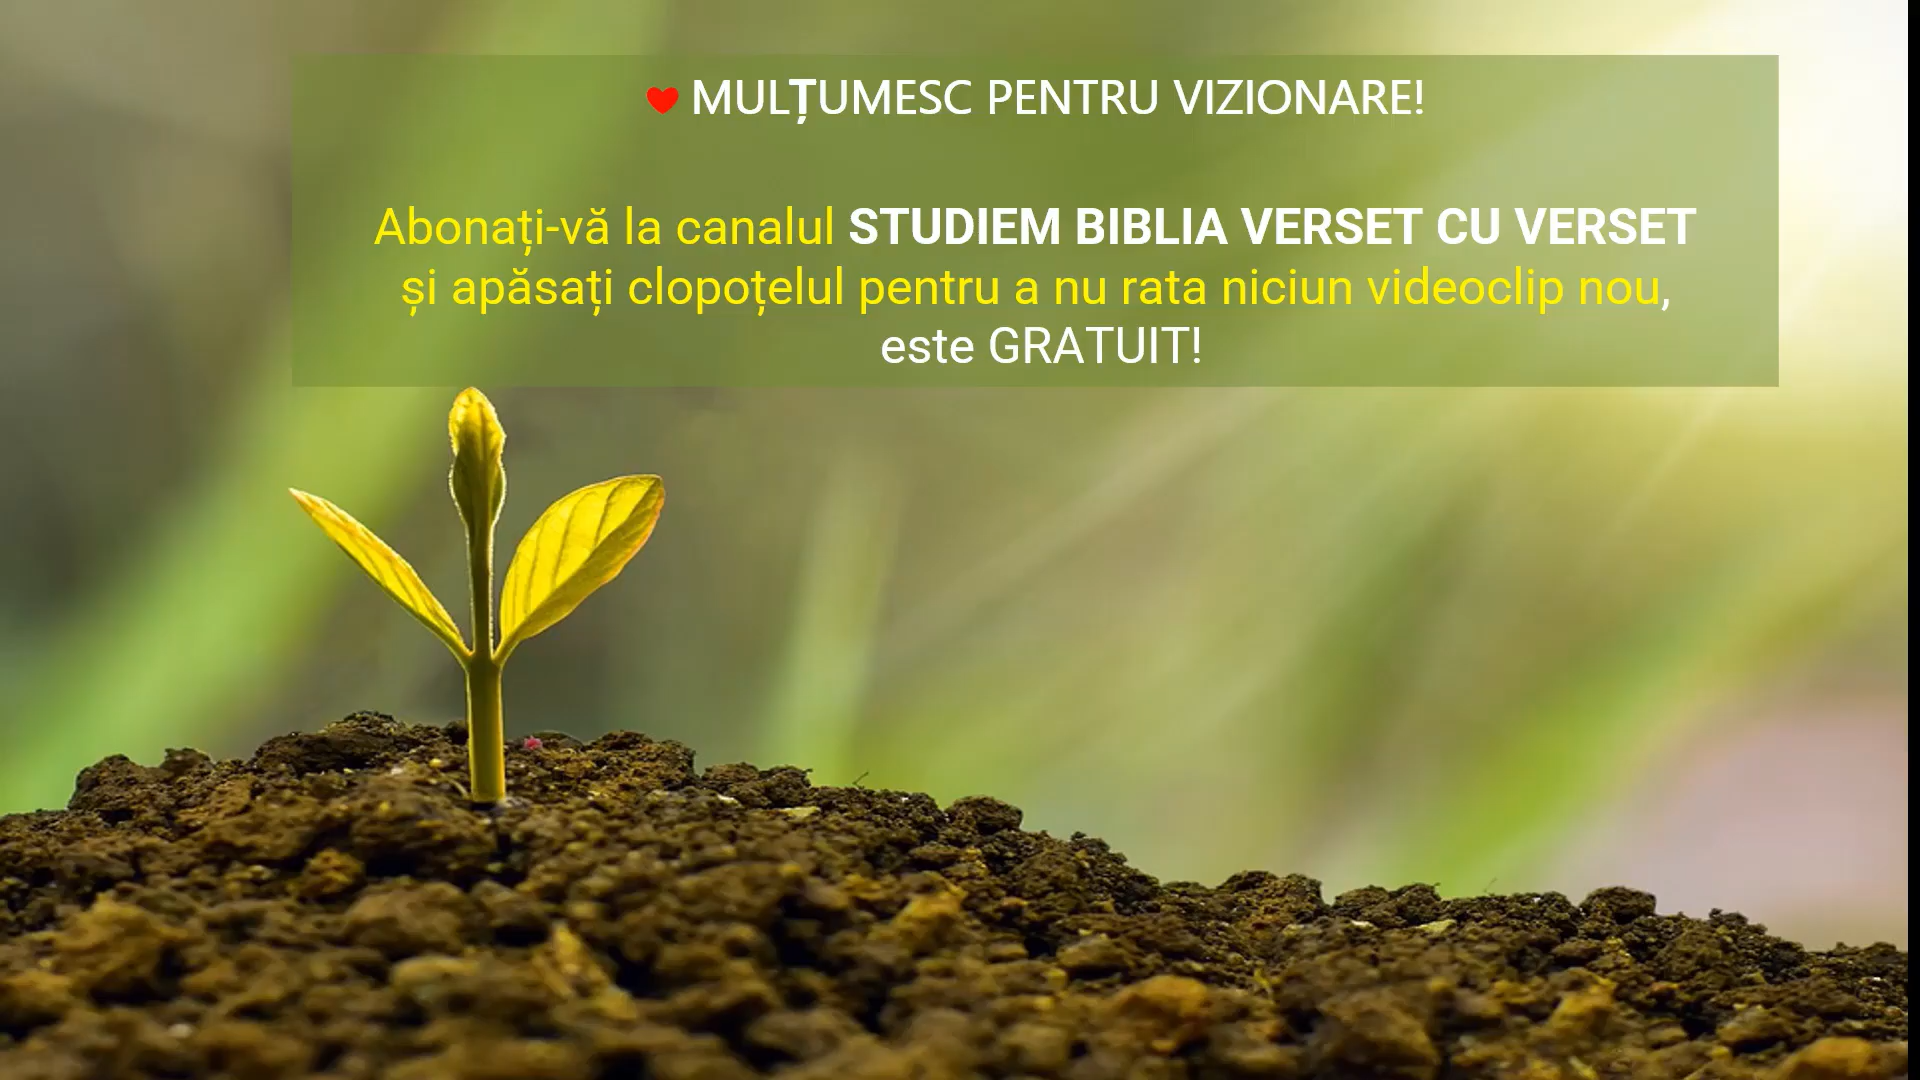 ❤ MULȚUMESC PENTRU VIZIONARE!
Abonați-vă la canalul STUDIEM BIBLIA VERSET CU VERSET
și apăsați clopoțelul pentru a nu rata niciun videoclip nou,
este GRATUIT!